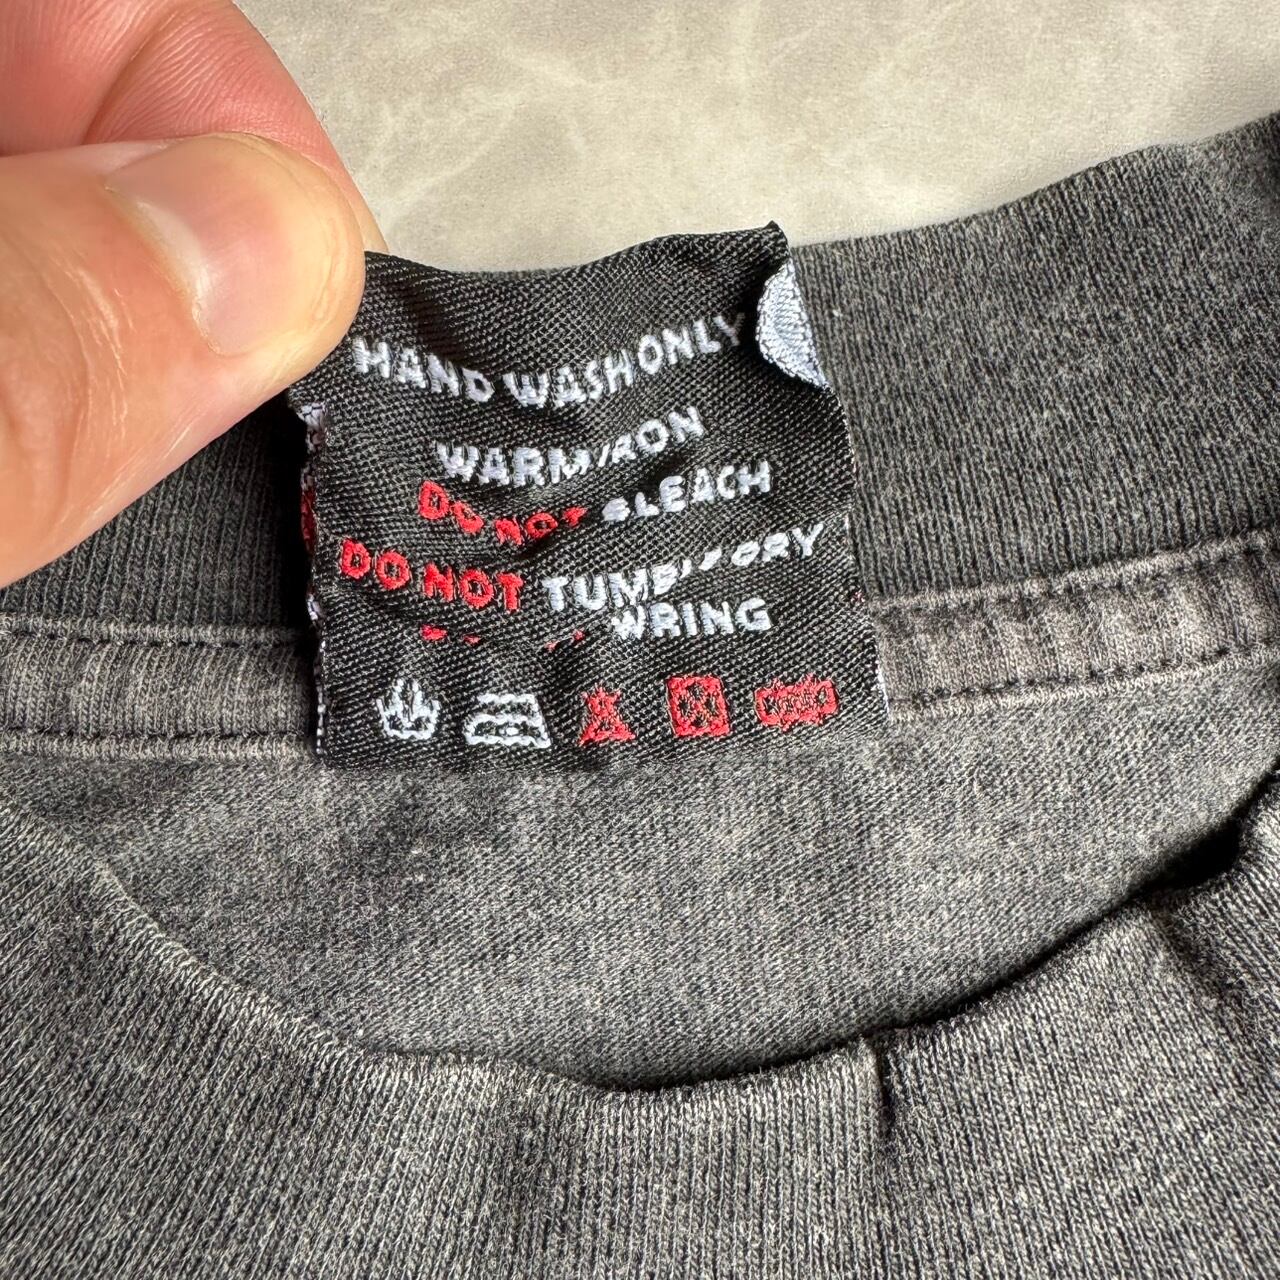 HAND WASH ONLY
WARM IRON
DO NOT BLEACH
DO NOT TUMBLE DRY
WRING